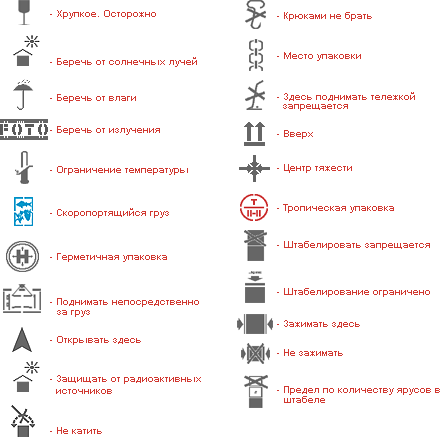 - Хрупкое. Осторожно
- Беречь от солнечных лучей
- Беречь от влаги
FOTO
- Беречь от излучения
- Ограничение температуры
- Скоропортящийся груз
- Герметичная упаковка
- Поднимать непосредственно
за груз
- Открывать здесь
- Защищать от радиоактивных
источников
- Не катить
- Крюками не брать
- Место упаковки
- Здесь поднимать тележкой
запрещается
- Вверх
- Центр тяжести
T
- Тропическая упаковка
- Штабелировать запрещается
- Штабелирование ограничено
- Зажимать здесь
- Не зажимать
- Предел по количеству ярусов в
штабеле